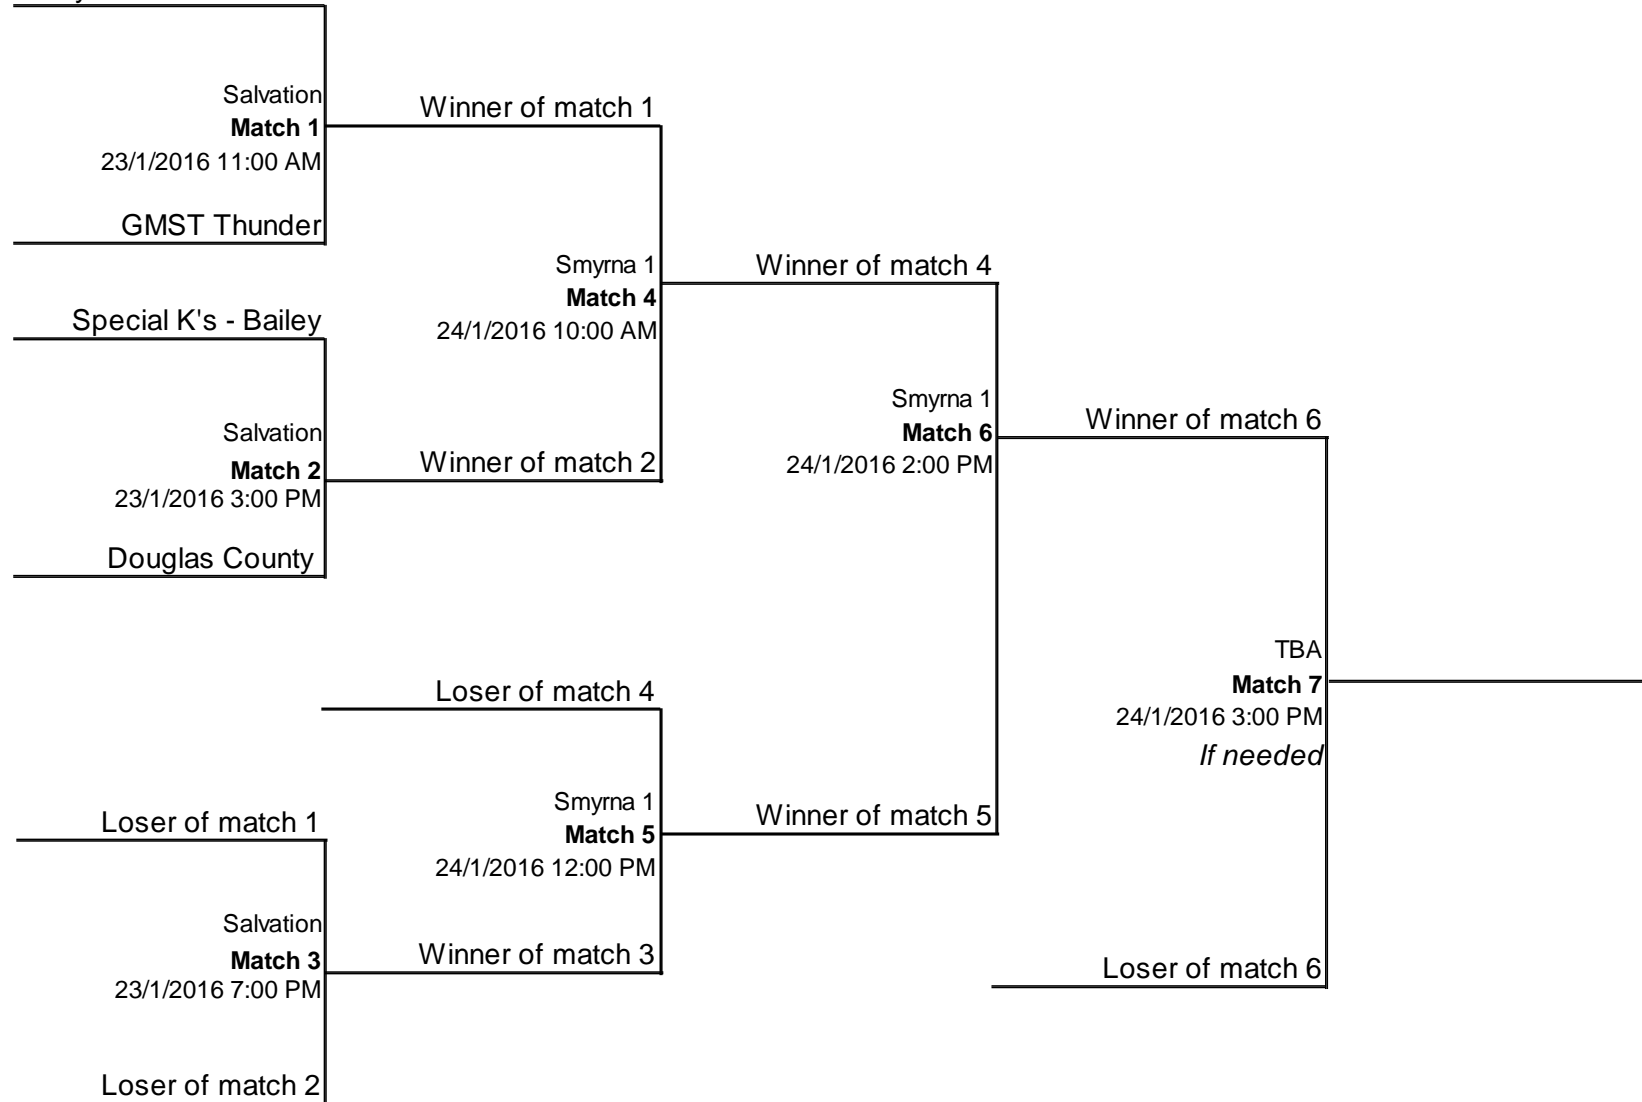 Salvation
Match 1
23/1/2016 11:00 AM
GMST Thunder
Winner of match 1
Special K's - Bailey
Salvation
Match 2
23/1/2016 3:00 PM
Douglas County
Winner of match 2
Smyrna 1
Match 4
24/1/2016 10:00 AM
Winner of match 4
Smyrna 1
Match 6
24/1/2016 2:00 PM
Winner of match 6
Loser of match 4
Smyrna 1
Match 5
24/1/2016 12:00 PM
Winner of match 5
Loser of match 1
Salvation
Match 3
23/1/2016 7:00 PM
Loser of match 2
Winner of match 3
TBA
Match 7
24/1/2016 3:00 PM
If needed
Loser of match 6